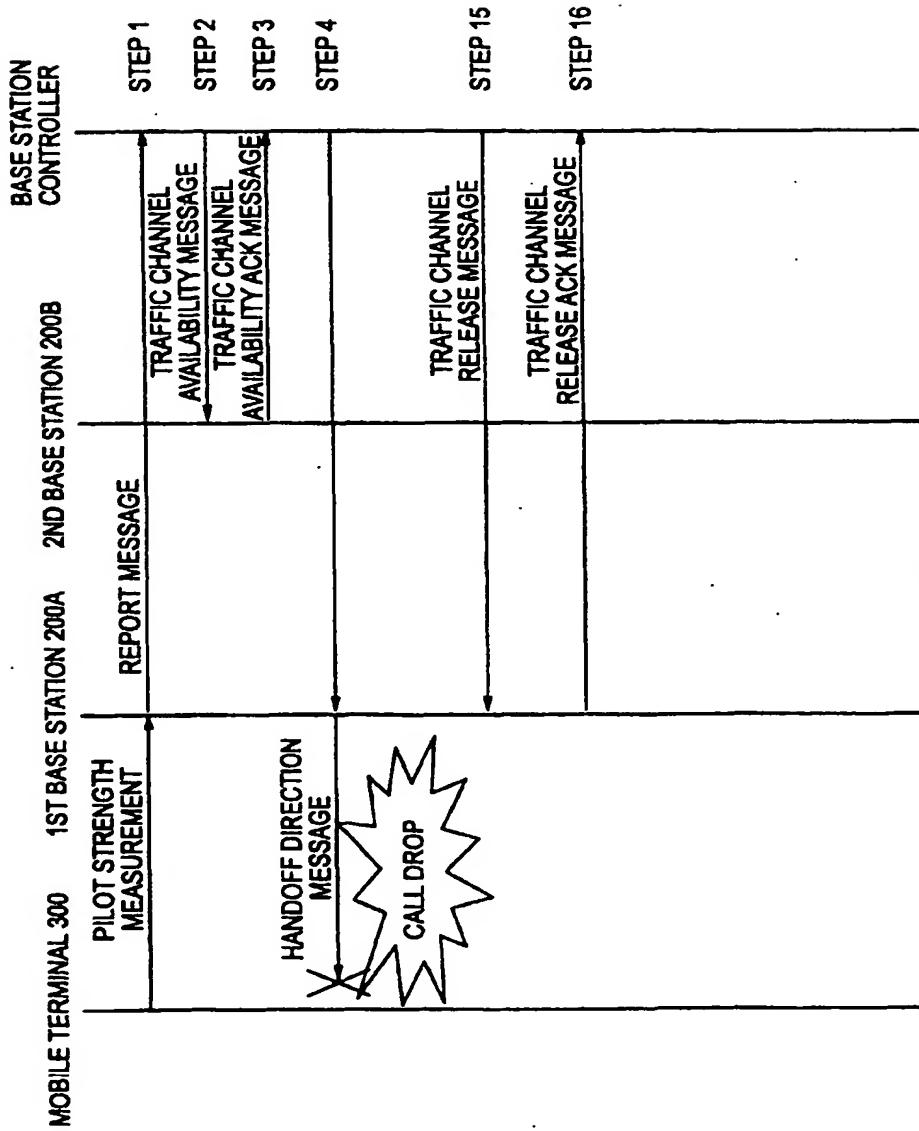 MOBILE TERMINAL 300
1ST BASE STATION 200A
2ND BASE STATION 200B
BASE STATION
CONTROLLER
PILOT STRENGTH
MEASUREMENT
REPORT MESSAGE
STEP 1
TRAFFIC CHANNEL
AVAILABILITY MESSAGE
STEP 2
TRAFFIC CHANNEL
AVAILABILITY ACK MESSAGE
STEP 3
HANDOFF DIRECTION
MESSAGE
STEP 4
CALL DROP
TRAFFIC CHANNEL
RELEASE MESSAGE
STEP 15
TRAFFIC CHANNEL
RELEASE ACK MESSAGE
STEP 16